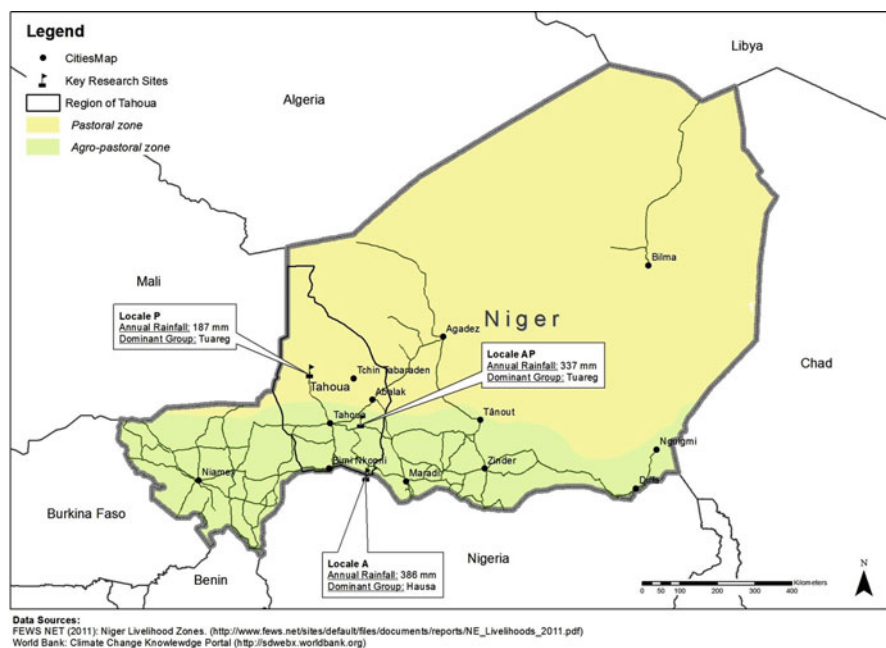 Legend
CitiesMap
Key Research Sites
Region of Tahoua
Pastoral zone
Agro-pastoral zone
Libya
Algeria
Mali
Bilma
Niger
Agadez
Locale P
Annual Rainfall: 187 mm
Dominant Group: Tuareg
Locale AP
Annual Rainfall: 337 mm
Dominant Group: Tuareg
Chad
Tchin Tabaraden
Tahoua
Abalak
Tahoua
Tânout
Ngiugmi
Birni Nkonni
Zinder
Niamey
Maradi
Diffa
Burkina Faso
Nigeria
Benin
Locale A
Annual Rainfall: 386 mm
Dominant Group: Hausa
0 50 100 200 300 400
Kilometers
N
Data Sources:
FEWS NET (2011): Niger Livelihood Zones. (http://www.fews.net/sites/default/files/documents/reports/NE_Livelihoods_2011.pdf)
World Bank: Climate Change Knowlewdge Portal (http://sdwebx.worldbank.org)